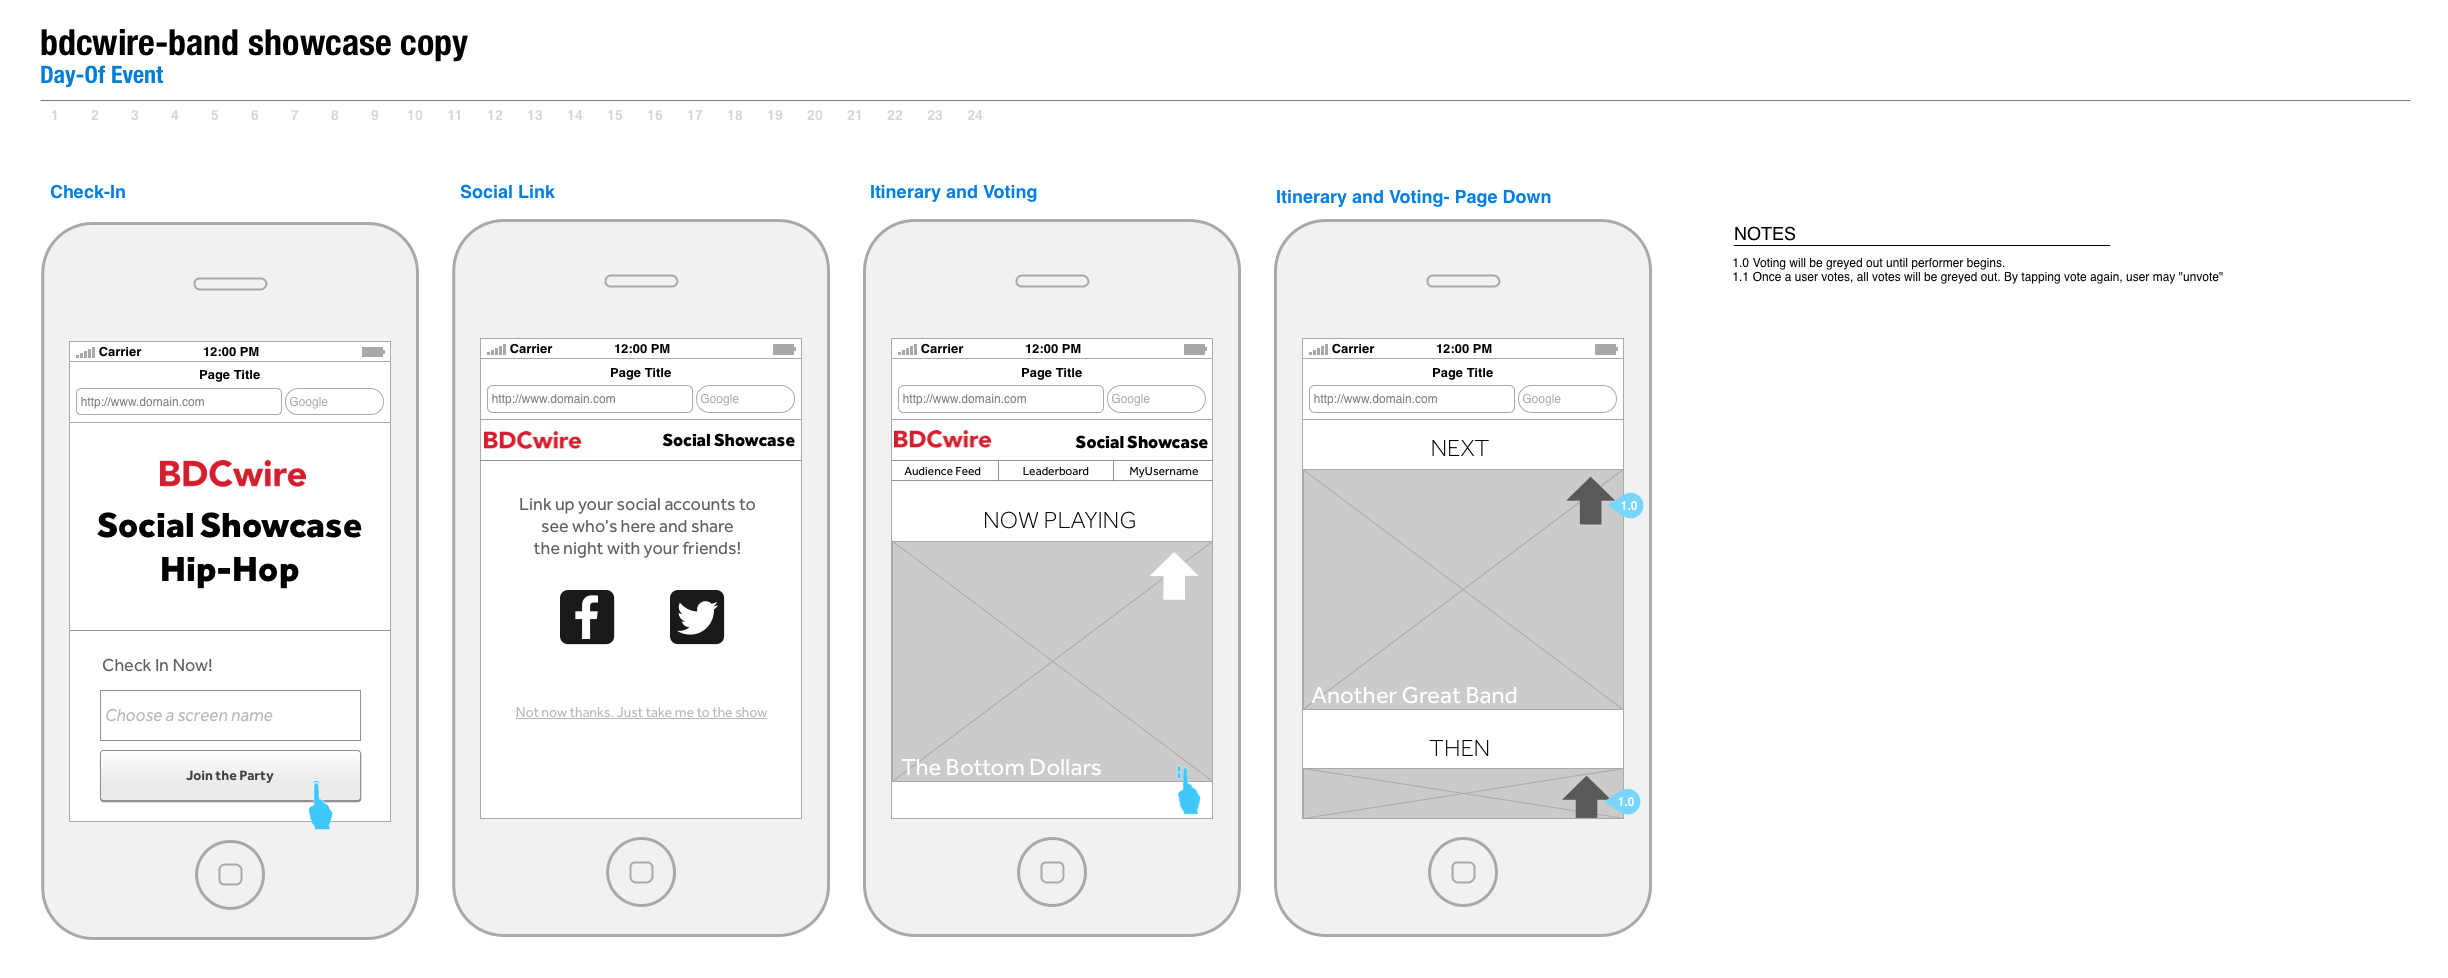 bdcwire-band showcase copy
Day-Of Event
1 2 3 4 5 6 7 8 9 10 11 12 13 14 15 16 17 18 19 20 21 22 23 24
Check-In
Carrier 12:00 PM
Page Title
http://www.domain.com Google
BDCwire
Social Showcase
Hip-Hop
Check In Now!
Choose a screen name
Join the Party
Social Link
Carrier 12:00 PM
Page Title
http://www.domain.com Google
BDCwire Social Showcase
Link up your social accounts to
see who's here and share
the night with your friends!
Not now thanks. Just take me to the show
Itinerary and Voting
Carrier 12:00 PM
Page Title
http://www.domain.com Google
BDCwire Social Showcase
Audience Feed Leaderboard MyUsername
NOW PLAYING
The Bottom Dollars
Itinerary and Voting- Page Down
Carrier 12:00 PM
Page Title
http://www.domain.com Google
NEXT
1.0
Another Great Band
THEN
1.0
NOTES
1.0 Voting will be greyed out until performer begins.
1.1 Once a user votes, all votes will be greyed out. By tapping vote again, user may "unvote"